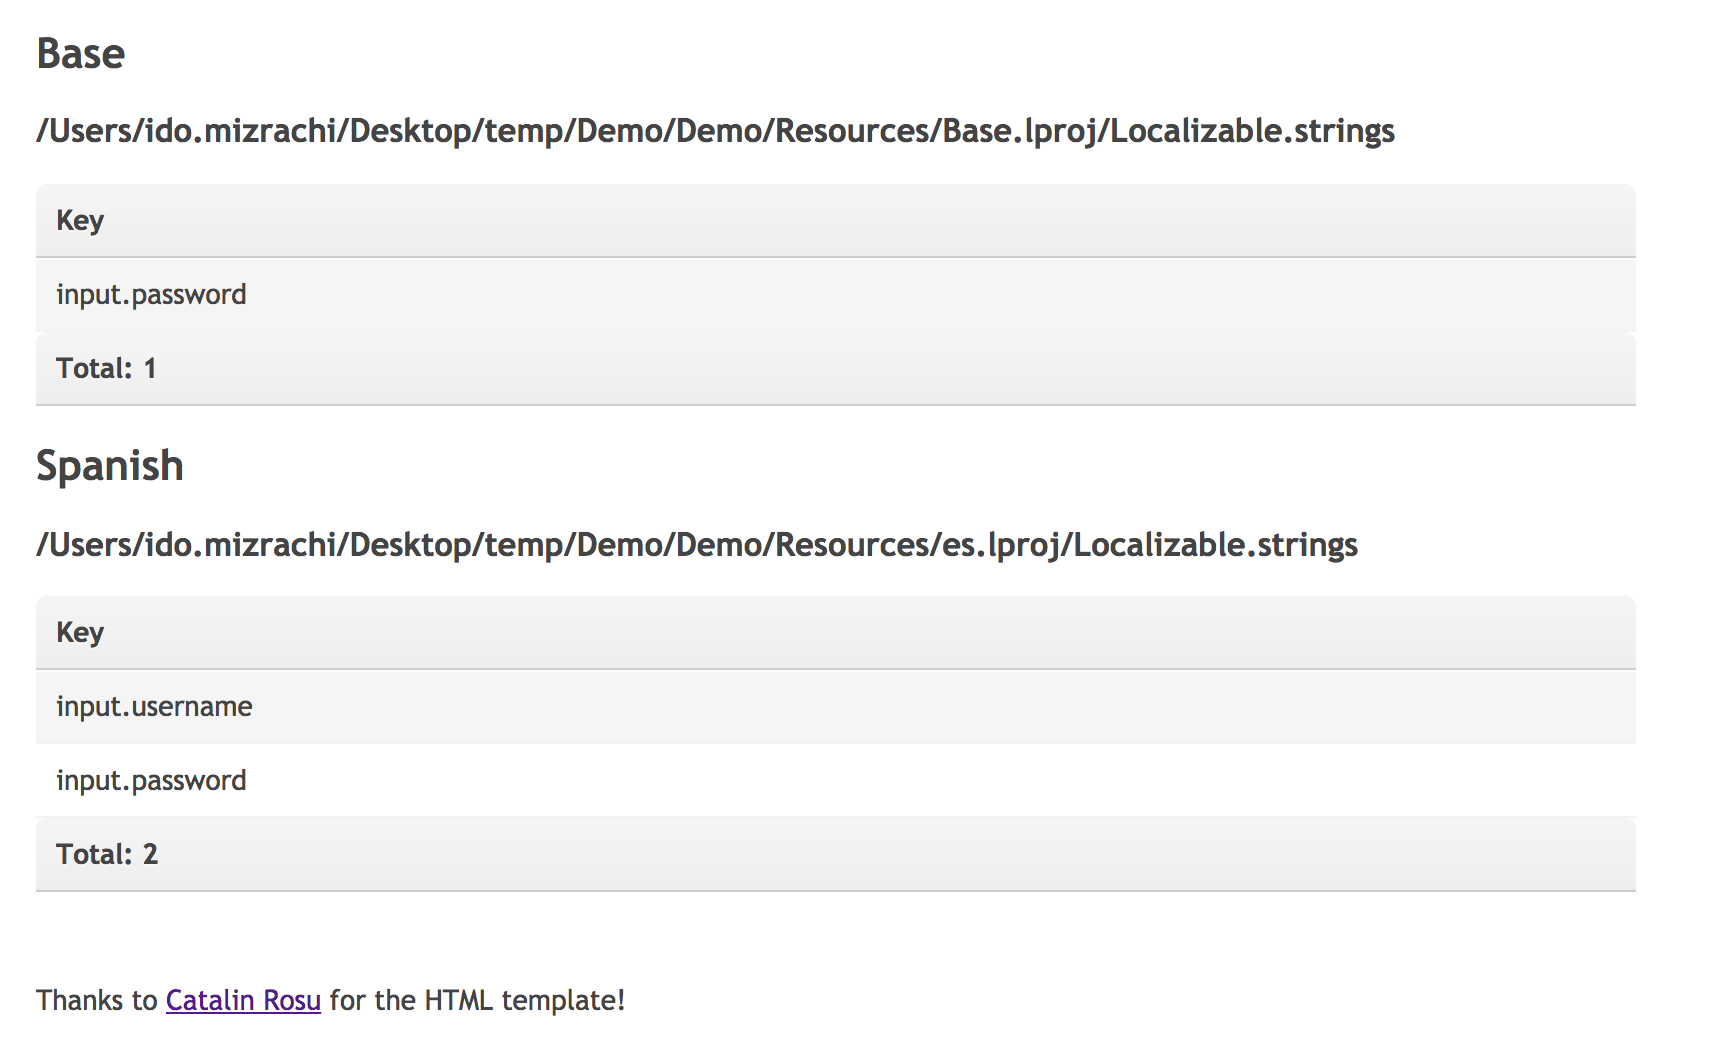 Base
/Users/ido.mizrachi/Desktop/temp/Demo/Demo/Resources/Base.lproj/Localizable.strings
Key
input.password
Total: 1
Spanish
/Users/ido.mizrachi/Desktop/temp/Demo/Demo/Resources/es.lproj/Localizable.strings
Key
input.username
input.password
Total: 2
Thanks to Catalin Rosu for the HTML template!